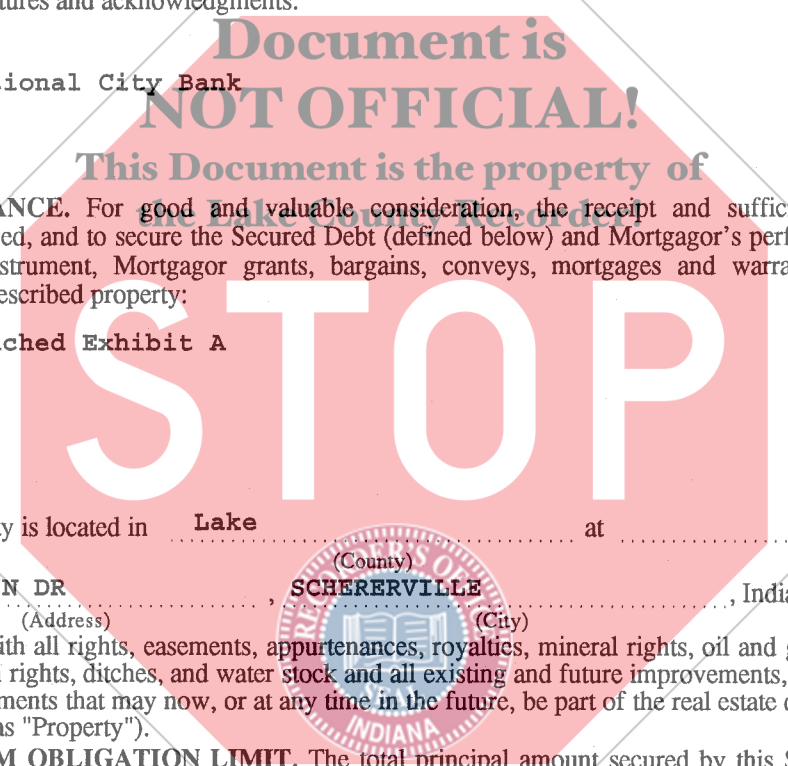 tures and acknowledgments.
Document is
ional City Bank
NOT OFFICIAL!
This Document is the property of
the Lake County Recorder!
ANCE. For good and valuable consideration, the receipt and suffic
ed, and to secure the Secured Debt (defined below) and Mortgagor's perf
strument, Mortgagor grants, bargains, conveys, mortgages and warra
escribed property:
ched Exhibit A
STOP
y is located in Lake at
(County)
N DR , SCHERERVILLE , India
(Address) (City)
RECORDER'S OFFICE
ith all rights, easements, appurtenances, royalties, mineral rights, oil and g
rights, ditches, and water stock and all existing and future improvements,
ments that may now, or at any time in the future, be part of the real estate d
as "Property").
SEAL
INDIANA
M OBLIGATION LIMIT. The total principal amount secured by this S